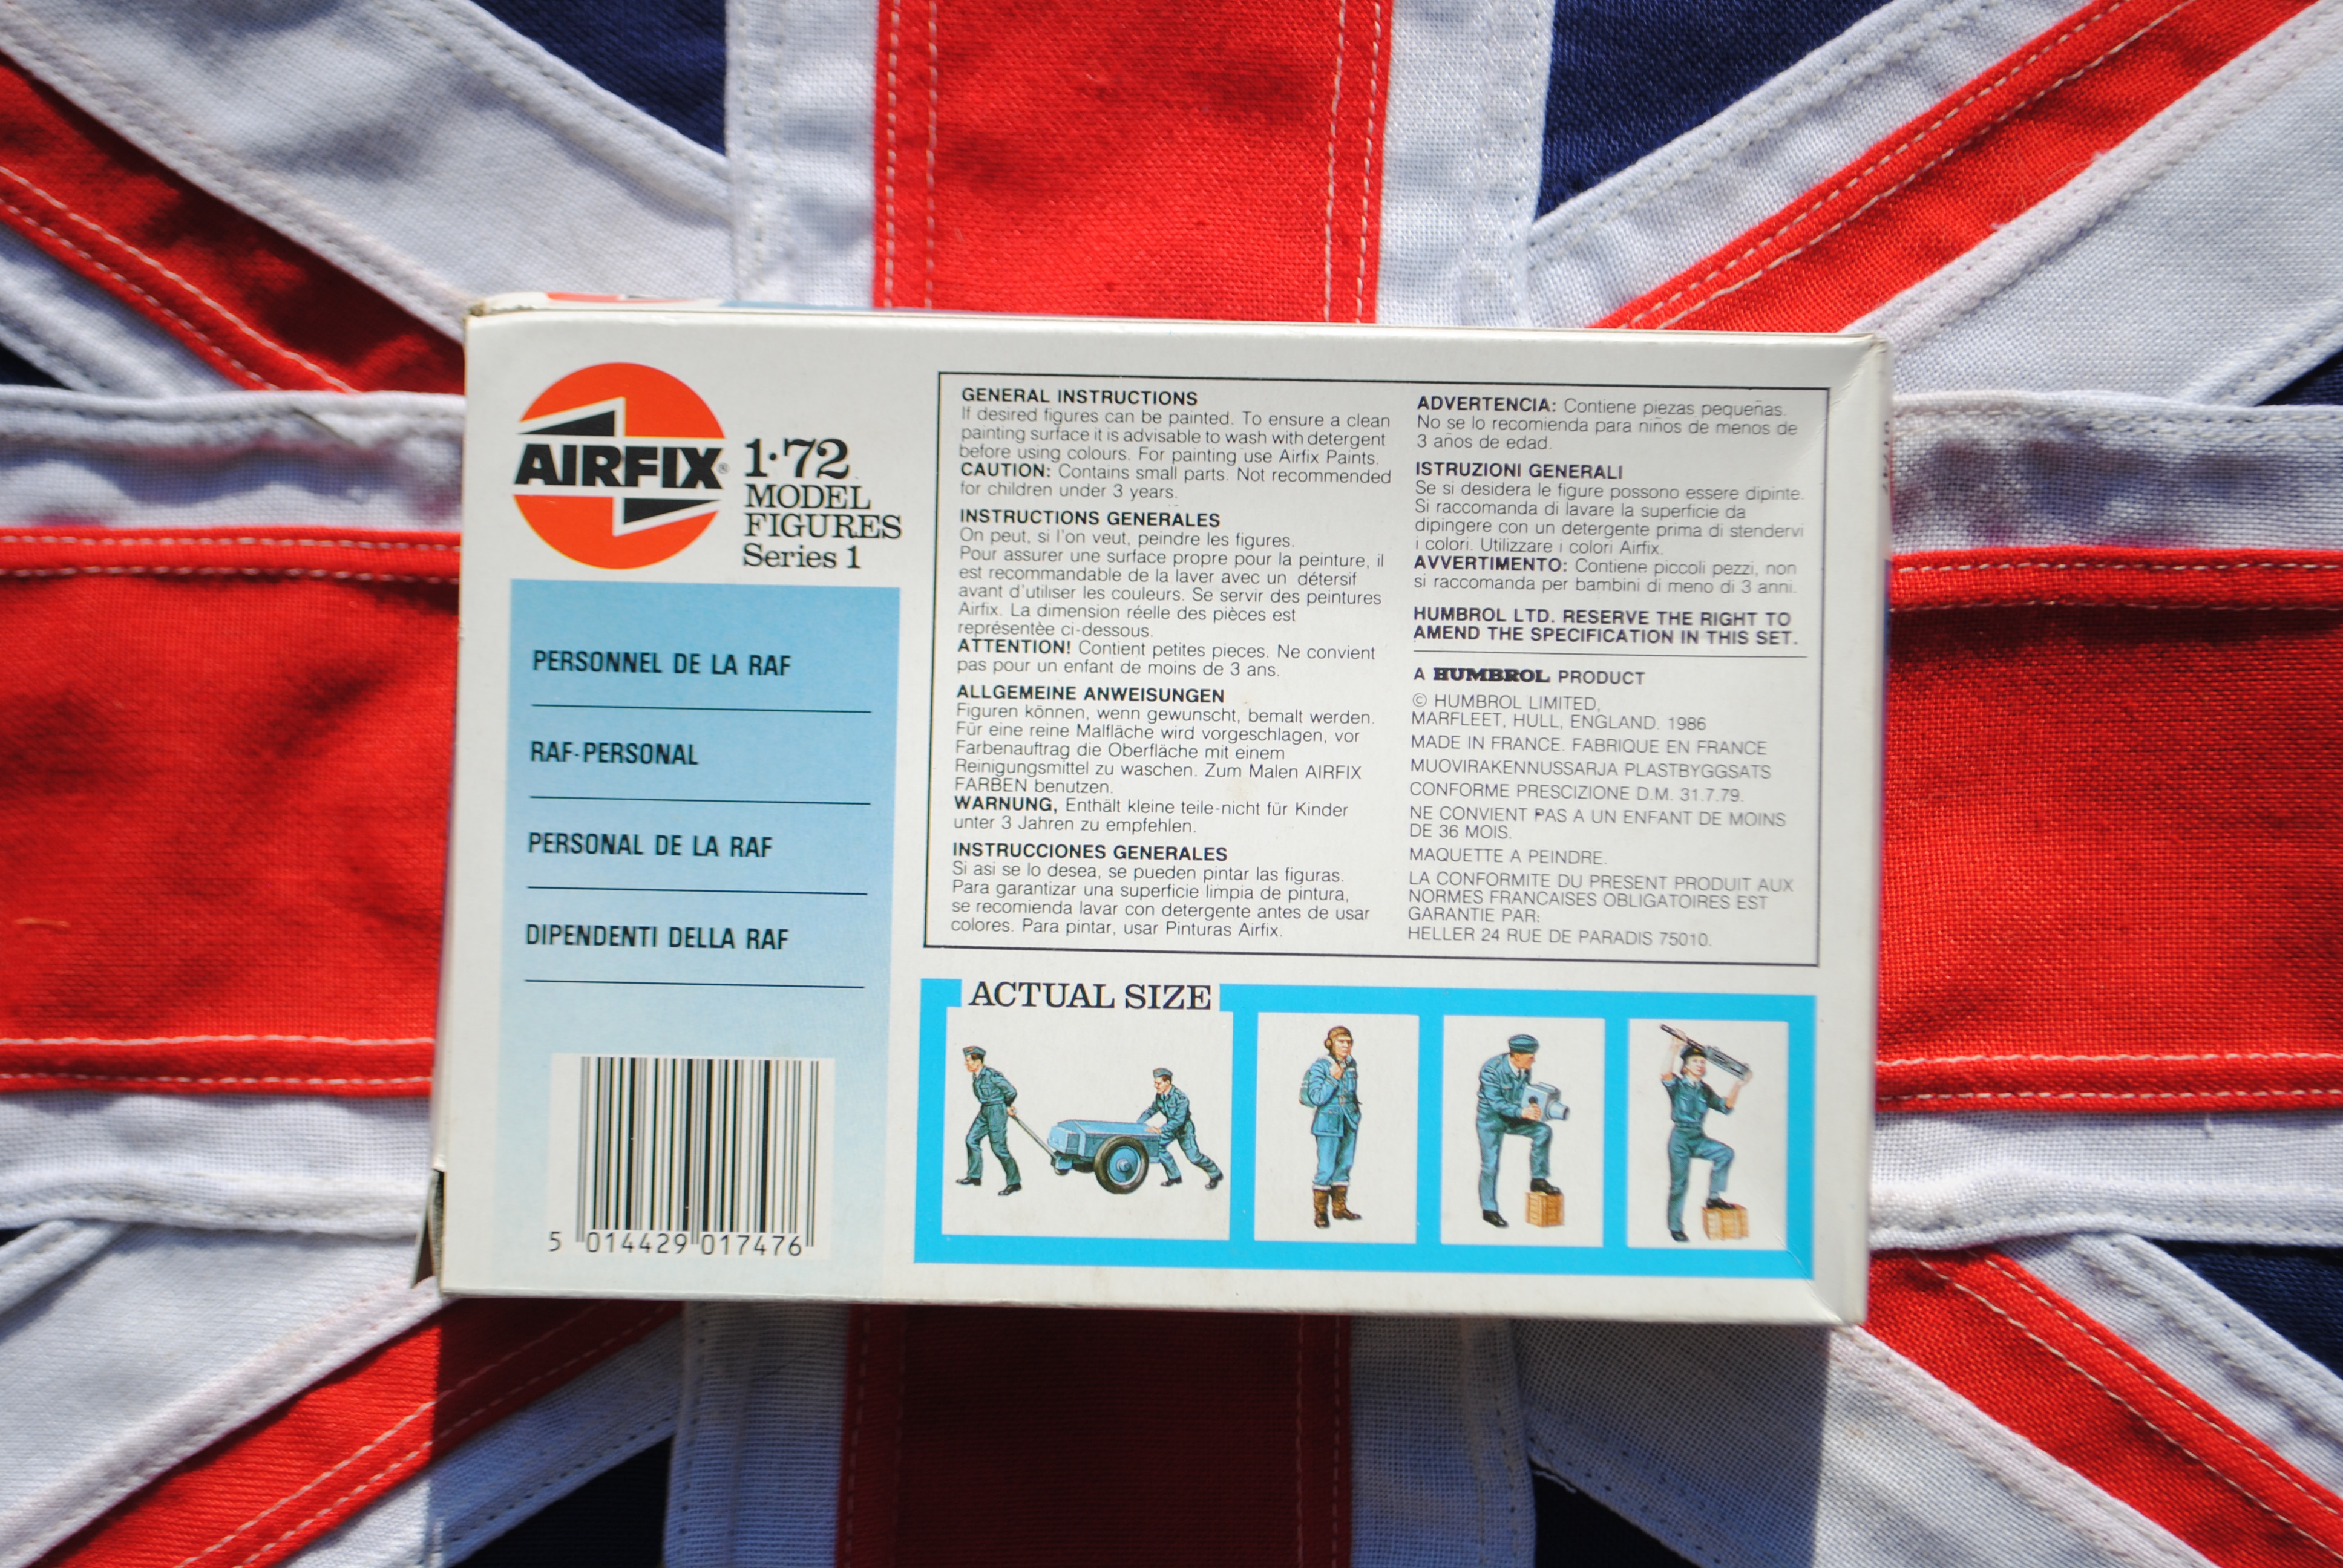 AIRFIX®
1·72
MODEL
FIGURES
Series 1
PERSONNEL DE LA RAF
RAF-PERSONAL
PERSONAL DE LA RAF
DIPENDENTI DELLA RAF
5 014429 017476
GENERAL INSTRUCTIONS
If desired figures can be painted. To ensure a clean
painting surface it is advisable to wash with detergent
before using colours. For painting use Airfix Paints.
CAUTION: Contains small parts. Not recommended
for children under 3 years.
INSTRUCTIONS GENERALES
On peut, si l'on veut, peindre les figures.
Pour assurer une surface propre pour la peinture, il
est recommandable de la laver avec un détersif
avant d'utiliser les couleurs. Se servir des peintures
Airfix. La dimension réelle des pièces est
représentèe ci-dessous.
ATTENTION! Contient petites pieces. Ne convient
pas pour un enfant de moins de 3 ans.
ALLGEMEINE ANWEISUNGEN
Figuren können, wenn gewunscht, bemalt werden.
Für eine reine Malfläche wird vorgeschlagen, vor
Farbenauftrag die Oberfläche mit einem
Reinigungsmittel zu waschen. Zum Malen AIRFIX
FARBEN benutzen.
WARNUNG, Enthält kleine teile-nicht für Kinder
unter 3 Jahren zu empfehlen.
INSTRUCCIONES GENERALES
Si asi se lo desea, se pueden pintar las figuras.
Para garantizar una superficie limpia de pintura,
se recomienda lavar con detergente antes de usar
colores. Para pintar, usar Pinturas Airfix.
ADVERTENCIA: Contiene piezas pequeñas.
No se lo recomienda para niños de menos de
3 años de edad.
ISTRUZIONI GENERALI
Se si desidera le figure possono essere dipinte.
Si raccomanda di lavare la superficie da
dipingere con un detergente prima di stendervi
i colori. Utilizzare i colori Airfix.
AVVERTIMENTO: Contiene piccoli pezzi, non
si raccomanda per bambini di meno di 3 anni.
HUMBROL LTD. RESERVE THE RIGHT TO
AMEND THE SPECIFICATION IN THIS SET.
A HUMBROL PRODUCT
© HUMBROL LIMITED,
MARFLEET, HULL, ENGLAND. 1986
MADE IN FRANCE. FABRIQUE EN FRANCE
MUOVIRAKENNUSSARJA PLASTBYGGSATS
CONFORME PRESCIZIONE D.M. 31.7.79.
NE CONVIENT PAS A UN ENFANT DE MOINS
DE 36 MOIS.
MAQUETTE A PEINDRE.
LA CONFORMITE DU PRESENT PRODUIT AUX
NORMES FRANCAISES OBLIGATOIRES EST
GARANTIE PAR:
HELLER 24 RUE DE PARADIS 75010.
ACTUAL SIZE